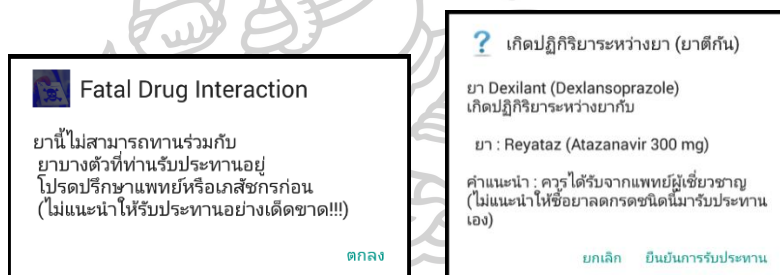 Fatal Drug Interaction
ยานี้ไม่สามารถทานร่วมกับ
ยาบางตัวที่ท่านรับประทานอยู่
โปรดปรึกษาแพทย์หรือเภสัชกรก่อน
(ไม่แนะนำให้รับประทานอย่างเด็ดขาด!!!)
ตกลง
เกิดปฏิกิริยาระหว่างยา (ยาตีกัน)
ยา Dexilant (Dexlansoprazole)
เกิดปฏิกิริยาระหว่างยากับ
ยา : Reyataz (Atazanavir 300 mg)
คำแนะนำ : ควรได้รับจากแพทย์ผู้เชี่ยวชาญ
(ไม่แนะนำให้ซื้อยาลดกรดชนิดนี้มารับประทาน
เอง)
ยกเลิก ยืนยันการรับประทาน